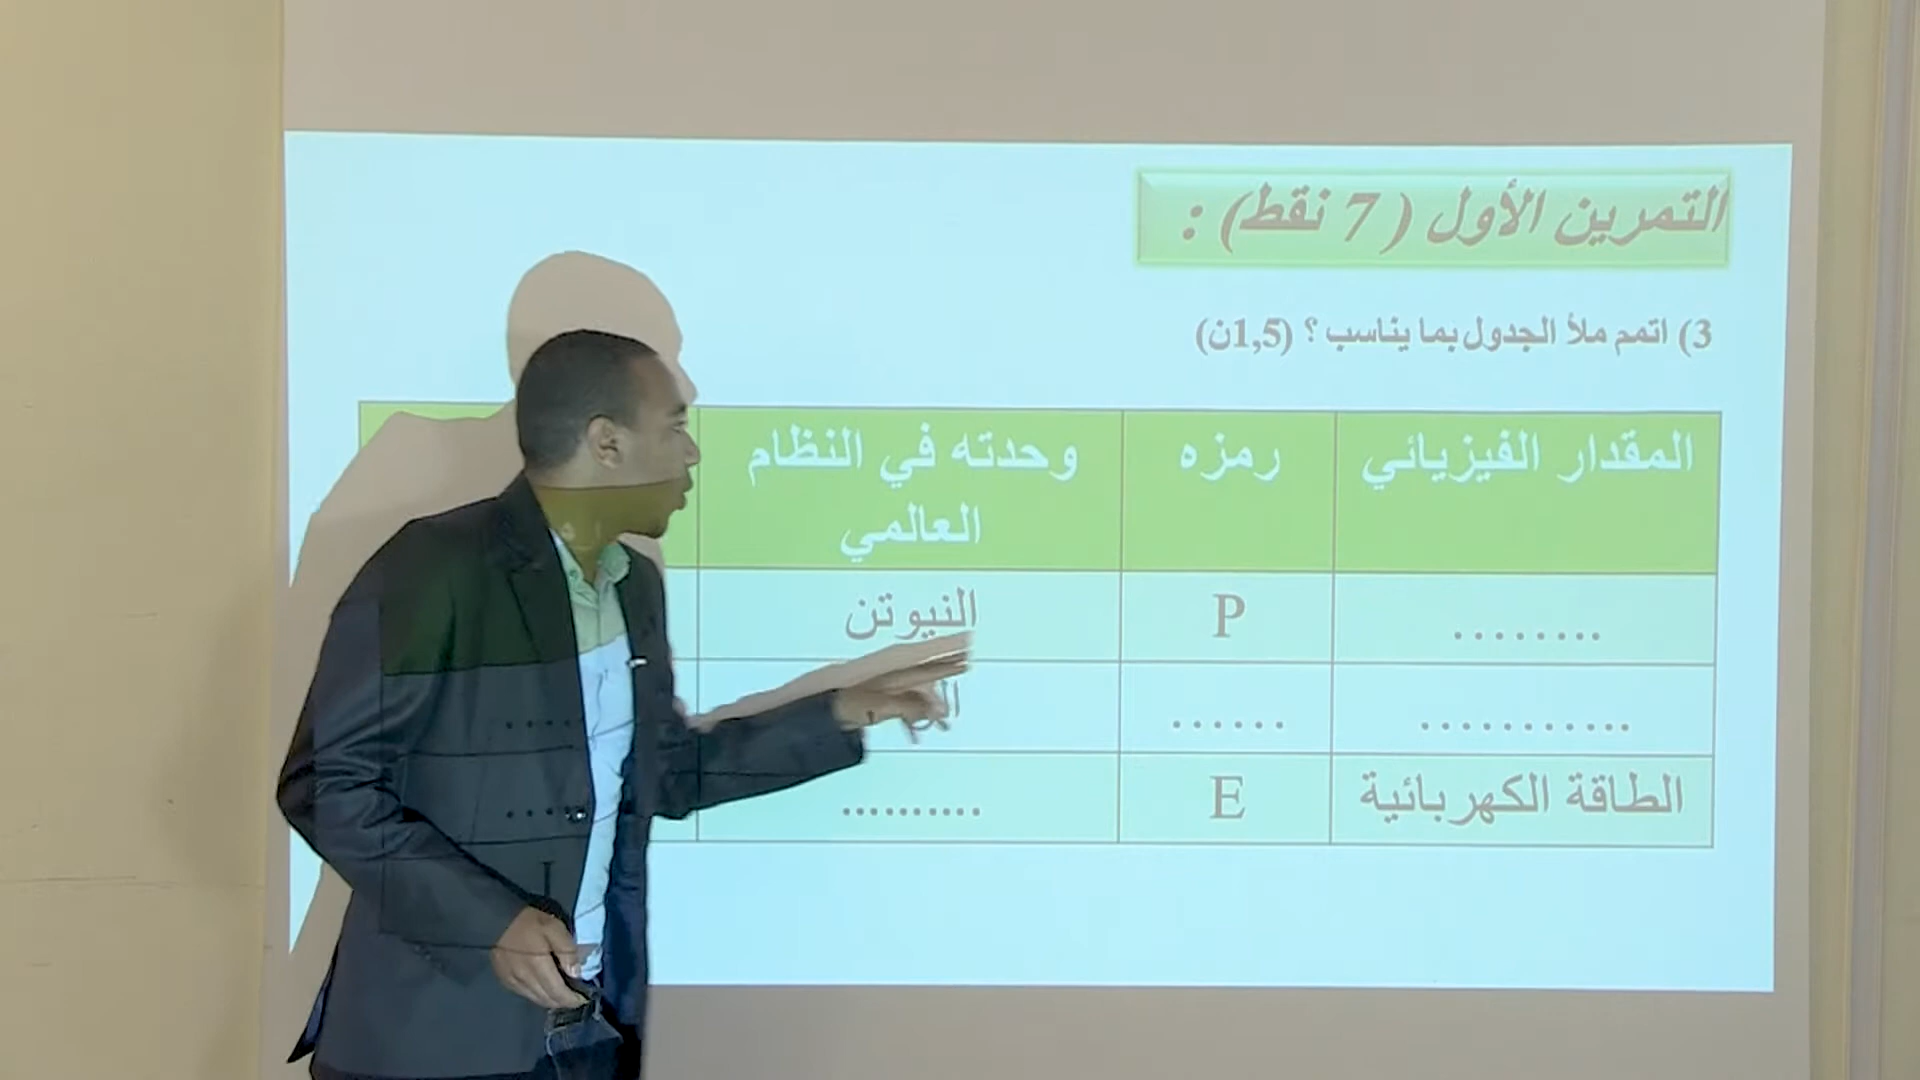 التمرين الأول ( 7 نقط) :
3) اتمم ملأ الجدول بما يناسب ؟ (1,5ن)
المقدار الفيزيائي رمزه وحدته في النظام العالمي
........ P النيوتن
........... ......
الطاقة الكهربائية E ..........